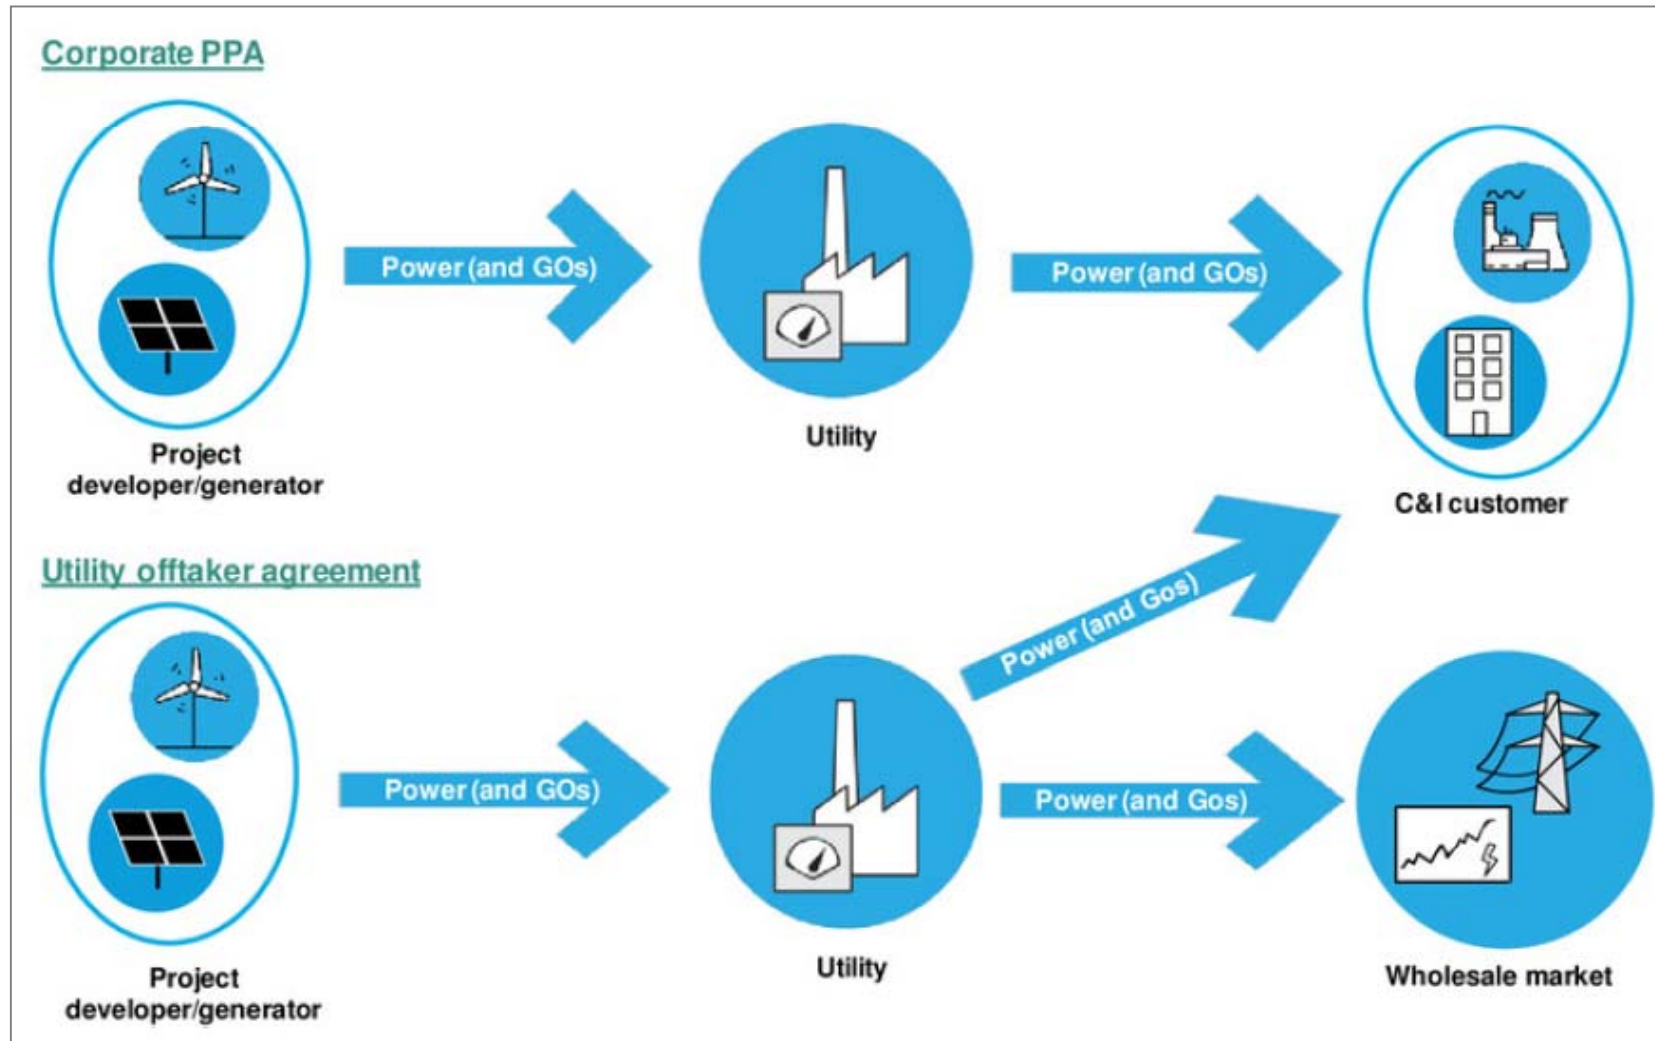 Corporate PPA
Power (and GOs)
Power (and GOs)
Project
developer/generator
Utility
C&I customer
Utility offtaker agreement
Power (and Gos)
Power (and GOs)
Power (and Gos)
Project
developer/generator
Utility
Wholesale market